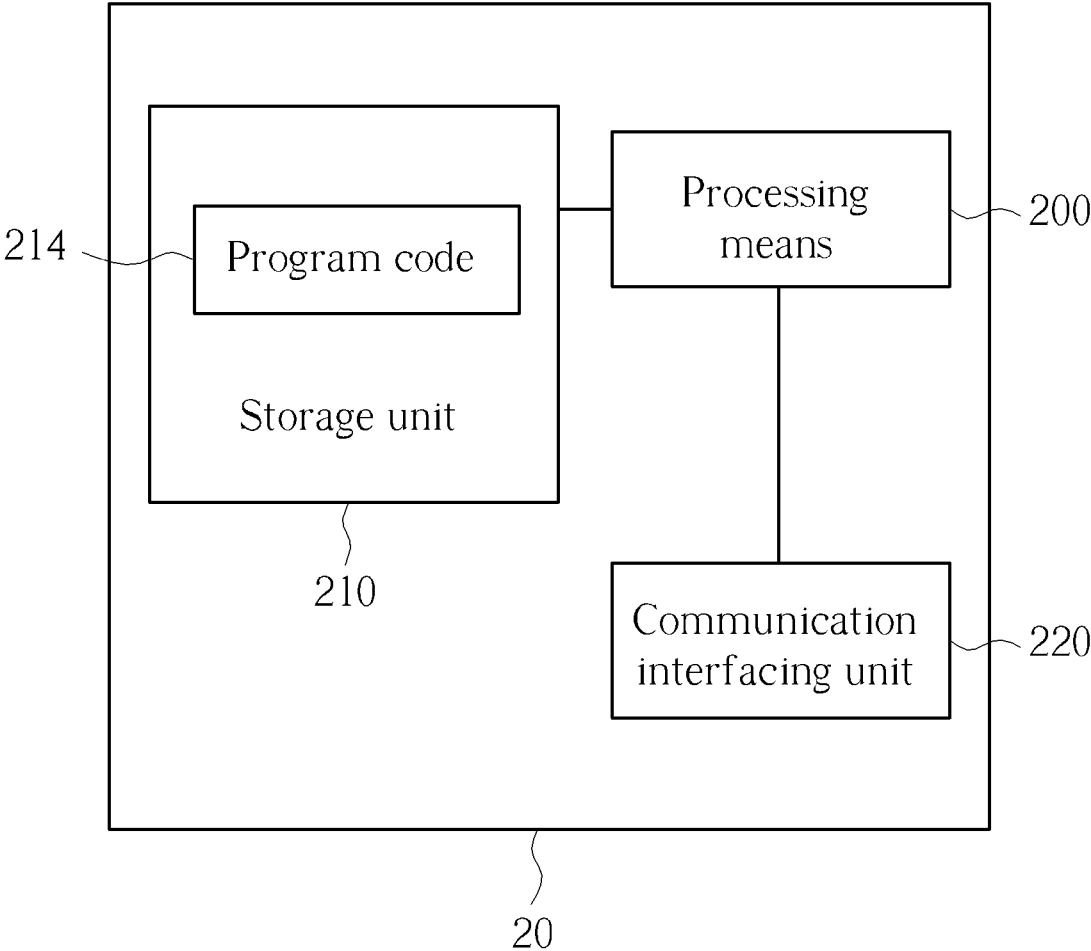 Processing
means
200
214
Program code
Storage unit
210
Communication
interfacing unit
220
20